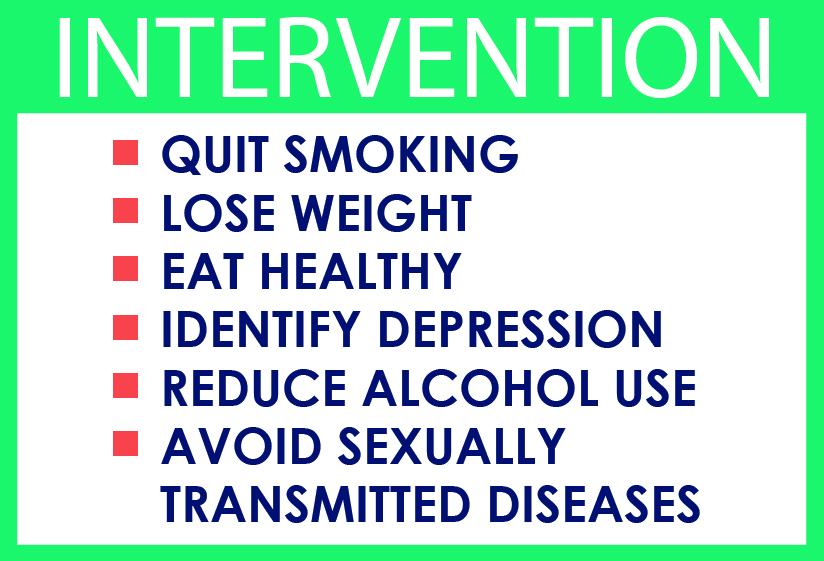 INTERVENTION
QUIT SMOKING
LOSE WEIGHT
EAT HEALTHY
IDENTIFY DEPRESSION
REDUCE ALCOHOL USE
AVOID SEXUALLY
TRANSMITTED DISEASES